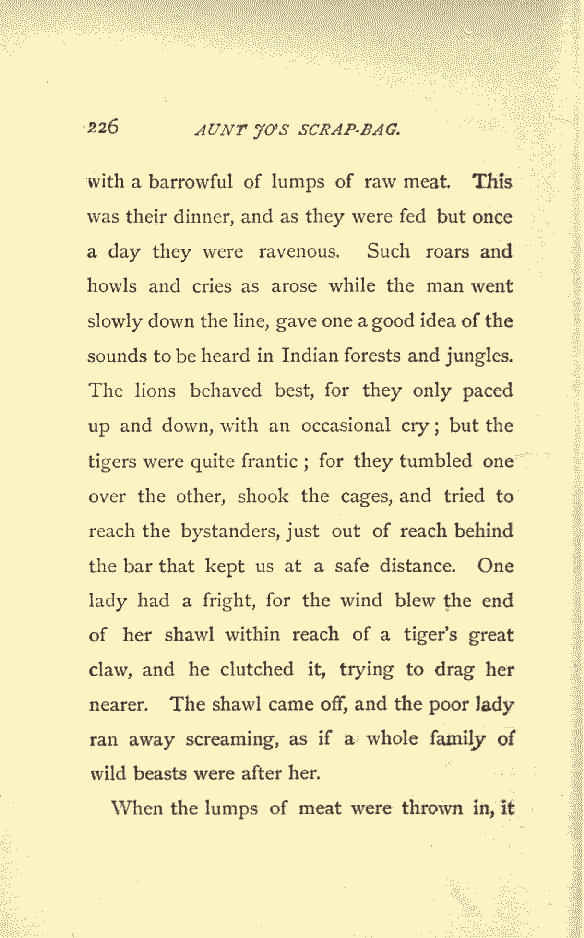 226 AUNT JO'S SCRAP-BAG.
with a barrowful of lumps of raw meat. This
was their dinner, and as they were fed but once
a day they were ravenous. Such roars and
howls and cries as arose while the man went
slowly down the line, gave one a good idea of the
sounds to be heard in Indian forests and jungles.
The lions behaved best, for they only paced
up and down, with an occasional cry; but the
tigers were quite frantic; for they tumbled one
over the other, shook the cages, and tried to
reach the bystanders, just out of reach behind
the bar that kept us at a safe distance. One
lady had a fright, for the wind blew the end
of her shawl within reach of a tiger's great
claw, and he clutched it, trying to drag her
nearer. The shawl came off, and the poor lady
ran away screaming, as if a whole family of
wild beasts were after her.
When the lumps of meat were thrown in, it